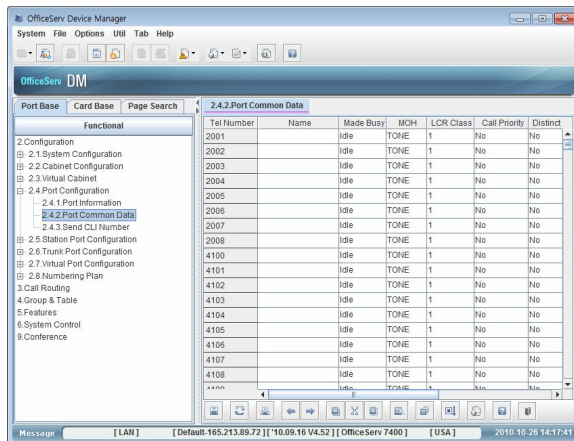 OfficeServ Device Manager
System File Options Util Tab Help
OfficeServ DM
Port Base Card Base Page Search
Functional
2.Configuration
2.1.System Configuration
2.2.Cabinet Configuration
2.3.Virtual Cabinet
2.4.Port Configuration
2.4.1.Port Information
2.4.2.Port Common Data
2.4.3.Send CLI Number
2.5.Station Port Configuration
2.6.Trunk Port Configuration
2.7.Virtual Port Configuration
2.8.Numbering Plan
3.Call Routing
4.Group & Table
5.Features
6.System Control
9.Conference
2.4.2.Port Common Data
Tel Number Name Made Busy MOH LCR Class Call Priority Distinct
2001 Idle TONE 1 No No
2002 Idle TONE 1 No No
2003 Idle TONE 1 No No
2004 Idle TONE 1 No No
2005 Idle TONE 1 No No
2006 Idle TONE 1 No No
2007 Idle TONE 1 No No
2008 Idle TONE 1 No No
4100 Idle TONE 1 No No
4101 Idle TONE 1 No No
4102 Idle TONE 1 No No
4103 Idle TONE 1 No No
4104 Idle TONE 1 No No
4105 Idle TONE 1 No No
4106 Idle TONE 1 No No
4107 Idle TONE 1 No No
4108 Idle TONE 1 No No
Message [ LAN ] [ Default-165.213.89.72 ] [ '10.09.16 V4.52 ] [ OfficeServ 7400 ] [ USA ] 2010-10-26 14:17:41